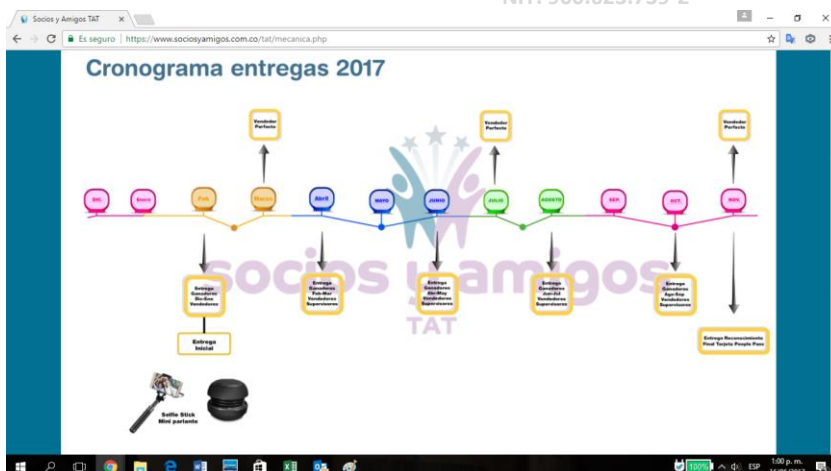 NIT: 900.623.759-2
Socios y Amigos TAT
Es seguro | https://www.sociosyamigos.com.co/tat/mecanica.php
Cronograma entregas 2017
Vendedor
Perfecto
Vendedor
Perfecto
Vendedor
Perfecto
DIC.
Enero
Feb.
Marzo
Abril
MAYO
JUNIO
JULIO
AGOSTO
SEP.
OCT.
NOV.
socios y amigos
TAT
Entrega
Ganadores
Dic-Ene
Vendedores
Entrega
Ganadores
Feb-Mar
Vendedores
Supervisores
Entrega
Ganadores
Abr-May
Vendedores
Supervisores
Entrega
Ganadores
Jun-Jul
Vendedores
Supervisores
Entrega
Ganadores
Ago-Sep
Vendedores
Supervisores
Entrega Reconocimiento
Final Tarjeta People Pass
Entrega
Inicial
Selfie Stick
Mini parlante
100%
ESP
1:00 p. m.